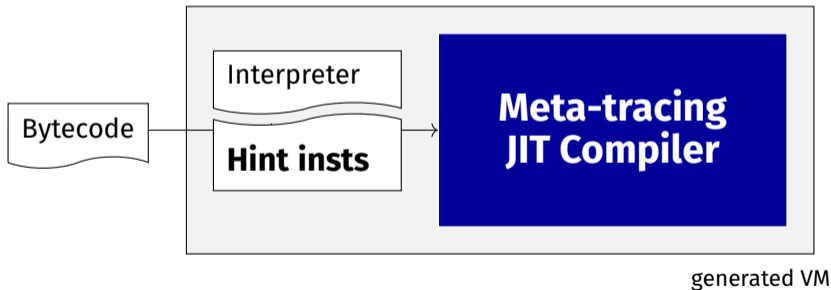 Interpreter
Bytecode
Hint insts
Meta-tracing
JIT Compiler
generated VM